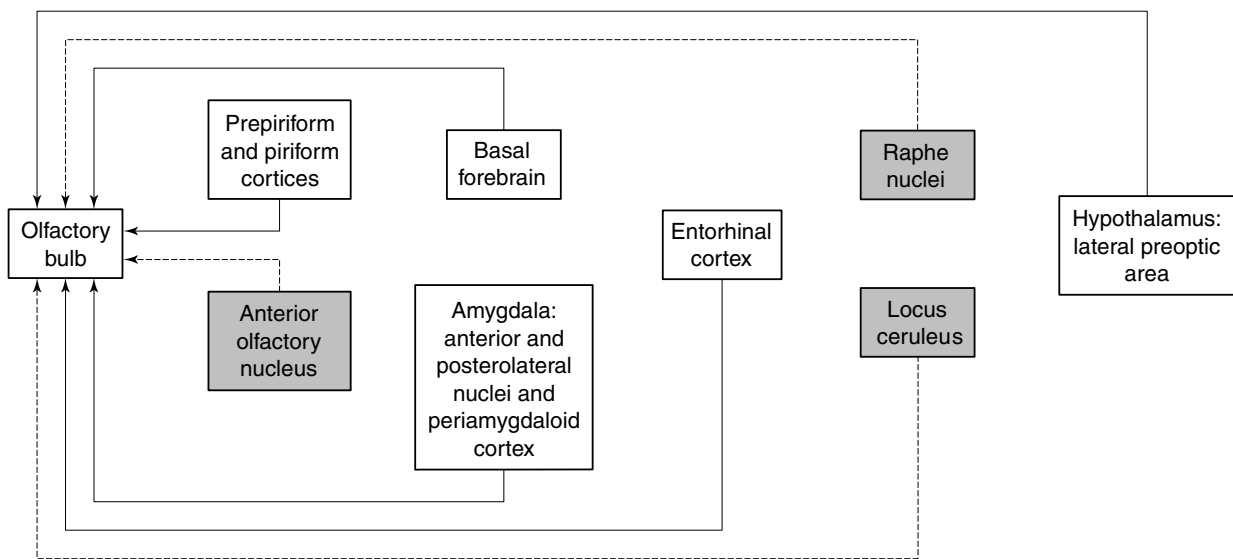 Prepiriform
and piriform
cortices
Basal
forebrain
Raphe
nuclei
Olfactory
bulb
Entorhinal
cortex
Hypothalamus:
lateral preoptic
area
Anterior
olfactory
nucleus
Amygdala:
anterior and
posterolateral
nuclei and
periamygdaloid
cortex
Locus
ceruleus